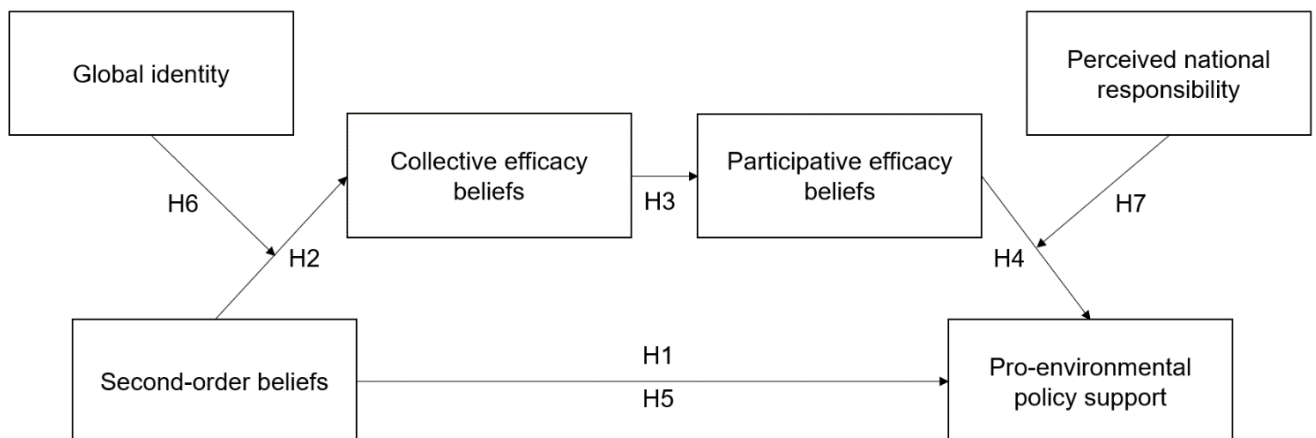 Global identity
Perceived national
responsibility
Collective efficacy
beliefs
Participative efficacy
beliefs
H6
H3
H7
H2
H4
Second-order beliefs
H1
H5
Pro-environmental
policy support